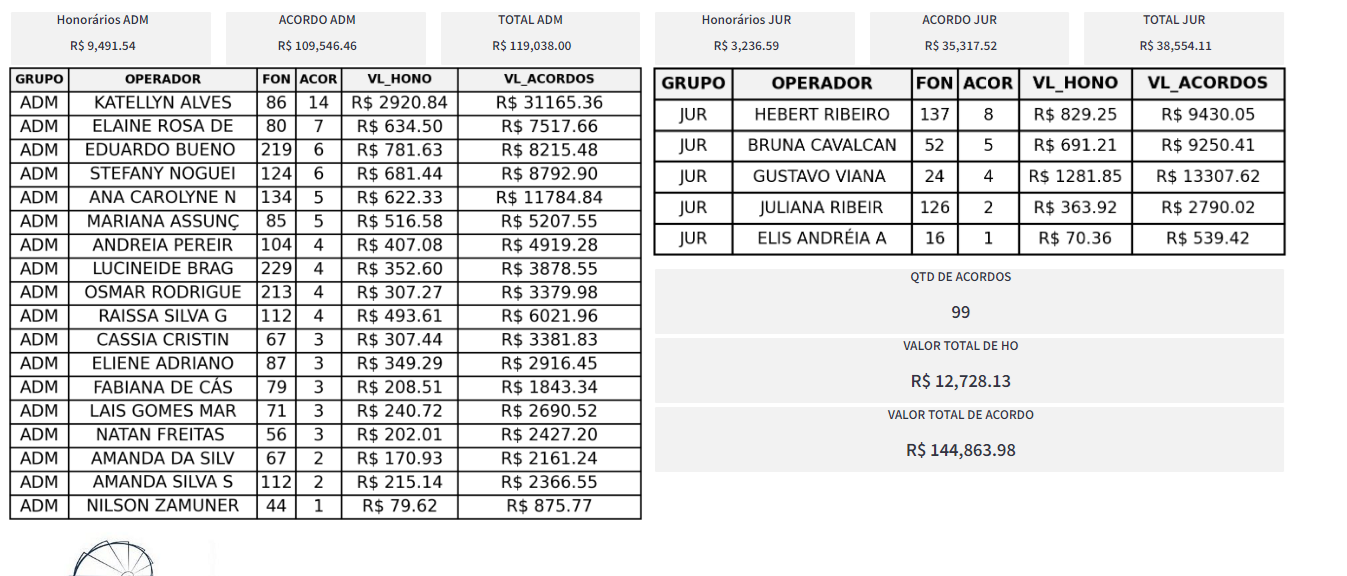 Honorários ADM ACORDO ADM TOTAL ADM
R$ 9,491.54 R$ 109,546.46 R$ 119,038.00
GRUPO OPERADOR FON ACOR VL_HONO VL_ACORDOS
ADM KATELLYN ALVES 86 14 R$ 2920.84 R$ 31165.36
ADM ELAINE ROSA DE 80 7 R$ 634.50 R$ 7517.66
ADM EDUARDO BUENO 219 6 R$ 781.63 R$ 8215.48
ADM STEFANY NOGUEI 124 6 R$ 681.44 R$ 8792.90
ADM ANA CAROLYNE N 134 5 R$ 622.33 R$ 11784.84
ADM MARIANA ASSUNÇ 85 5 R$ 516.58 R$ 5207.55
ADM ANDREIA PEREIR 104 4 R$ 407.08 R$ 4919.28
ADM LUCINEIDE BRAG 229 4 R$ 352.60 R$ 3878.55
ADM OSMAR RODRIGUE 213 4 R$ 307.27 R$ 3379.98
ADM RAISSA SILVA G 112 4 R$ 493.61 R$ 6021.96
ADM CASSIA CRISTIN 67 3 R$ 307.44 R$ 3381.83
ADM ELIENE ADRIANO 87 3 R$ 349.29 R$ 2916.45
ADM FABIANA DE CÁS 79 3 R$ 208.51 R$ 1843.34
ADM LAIS GOMES MAR 71 3 R$ 240.72 R$ 2690.52
ADM NATAN FREITAS 56 3 R$ 202.01 R$ 2427.20
ADM AMANDA DA SILV 67 2 R$ 170.93 R$ 2161.24
ADM AMANDA SILVA S 112 2 R$ 215.14 R$ 2366.55
ADM NILSON ZAMUNER 44 1 R$ 79.62 R$ 875.77
Honorários JUR ACORDO JUR TOTAL JUR
R$ 3,236.59 R$ 35,317.52 R$ 38,554.11
GRUPO OPERADOR FON ACOR VL_HONO VL_ACORDOS
JUR HEBERT RIBEIRO 137 8 R$ 829.25 R$ 9430.05
JUR BRUNA CAVALCAN 52 5 R$ 691.21 R$ 9250.41
JUR GUSTAVO VIANA 24 4 R$ 1281.85 R$ 13307.62
JUR JULIANA RIBEIR 126 2 R$ 363.92 R$ 2790.02
JUR ELIS ANDRÉIA A 16 1 R$ 70.36 R$ 539.42
QTD DE ACORDOS
99
VALOR TOTAL DE HO
R$ 12,728.13
VALOR TOTAL DE ACORDO
R$ 144,863.98